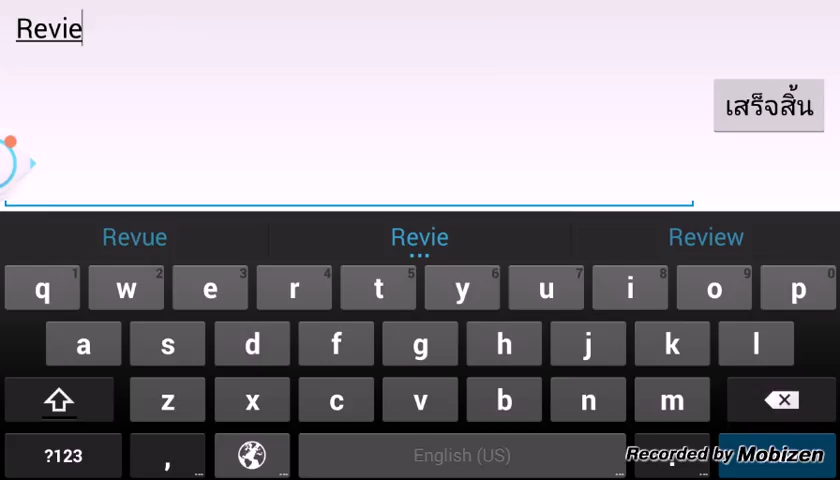 Revie
เสร็จสิ้น
Revue Revie Review
q 1 w 2 e 3 r 4 t 5 y 6 u 7 i 8 o 9 p 0
a s d f g h j k l
z x c v b n m
?123 , English (US) .
Recorded by Mobizen